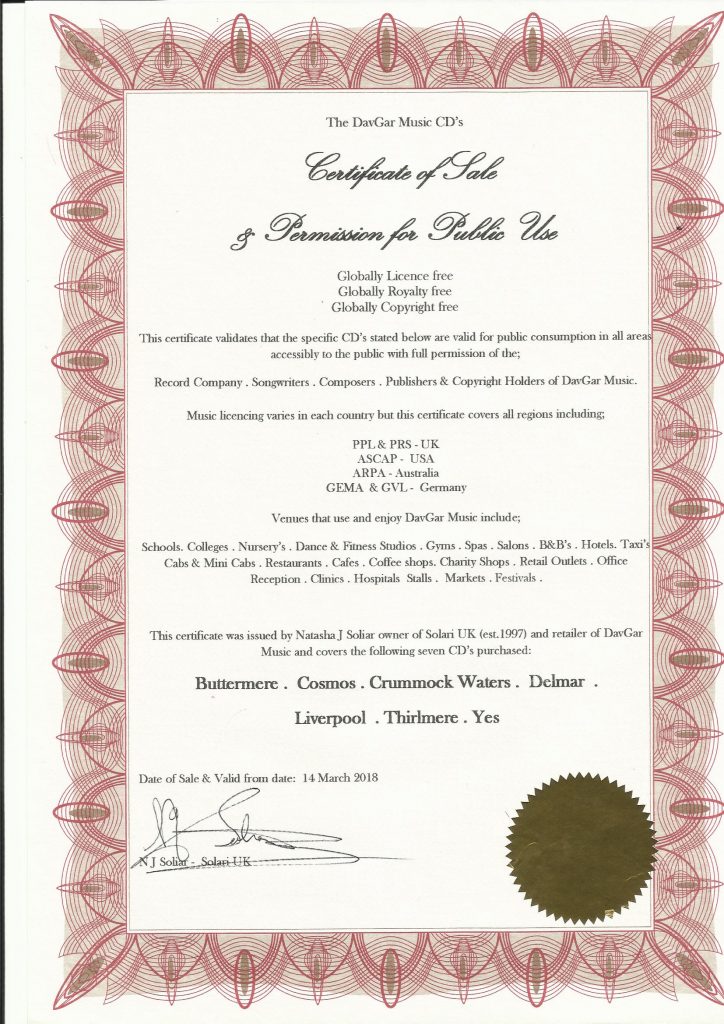 The DavGar Music CD's
Certificate of Sale
& Permission for Public Use
Globally Licence free
Globally Royalty free
Globally Copyright free
This certificate validates that the specific CD's stated below are valid for public consumption in all areas
accessibly to the public with full permission of the;
Record Company . Songwriters . Composers . Publishers & Copyright Holders of DavGar Music.
Music licencing varies in each country but this certificate covers all regions including;
PPL & PRS - UK
ASCAP - USA
ARPA - Australia
GEMA & GVL - Germany
Venues that use and enjoy DavGar Music include;
Schools. Colleges . Nursery's . Dance & Fitness Studios . Gyms . Spas . Salons . B&B's . Hotels. Taxi's
Cabs & Mini Cabs . Restaurants . Cafes . Coffee shops. Charity Shops . Retail Outlets . Office
Reception . Clinics . Hospitals Stalls . Markets . Festivals .
This certificate was issued by Natasha J Soliar owner of Solari UK (est.1997) and retailer of DavGar
Music and covers the following seven CD's purchased:
Buttermere . Cosmos . Crummock Waters . Delmar .
Liverpool . Thirlmere . Yes
Date of Sale & Valid from date: 14 March 2018
N J Soliar - Solari UK